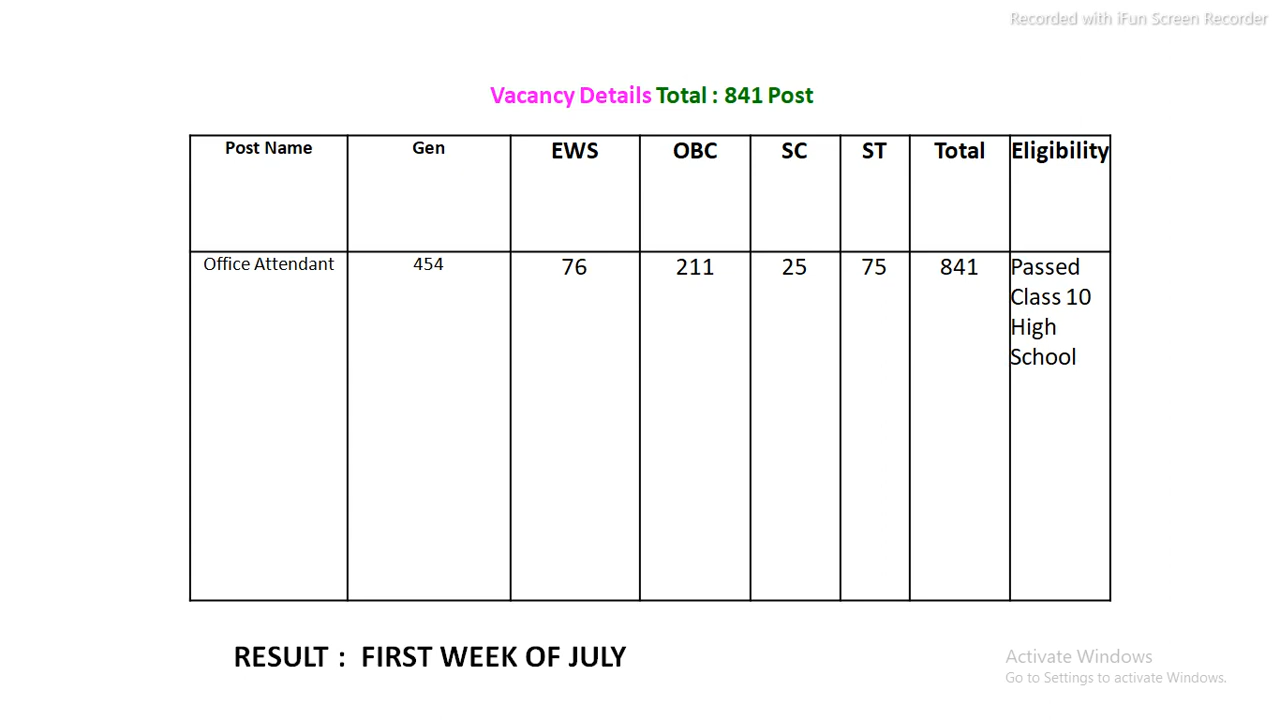 Recorded with iFun Screen Recorder
Vacancy Details Total : 841 Post
Post Name Gen EWS OBC SC ST Total Eligibility
Office Attendant 454 76 211 25 75 841 Passed
Class 10
High
School
RESULT : FIRST WEEK OF JULY
Activate Windows
Go to Settings to activate Windows.